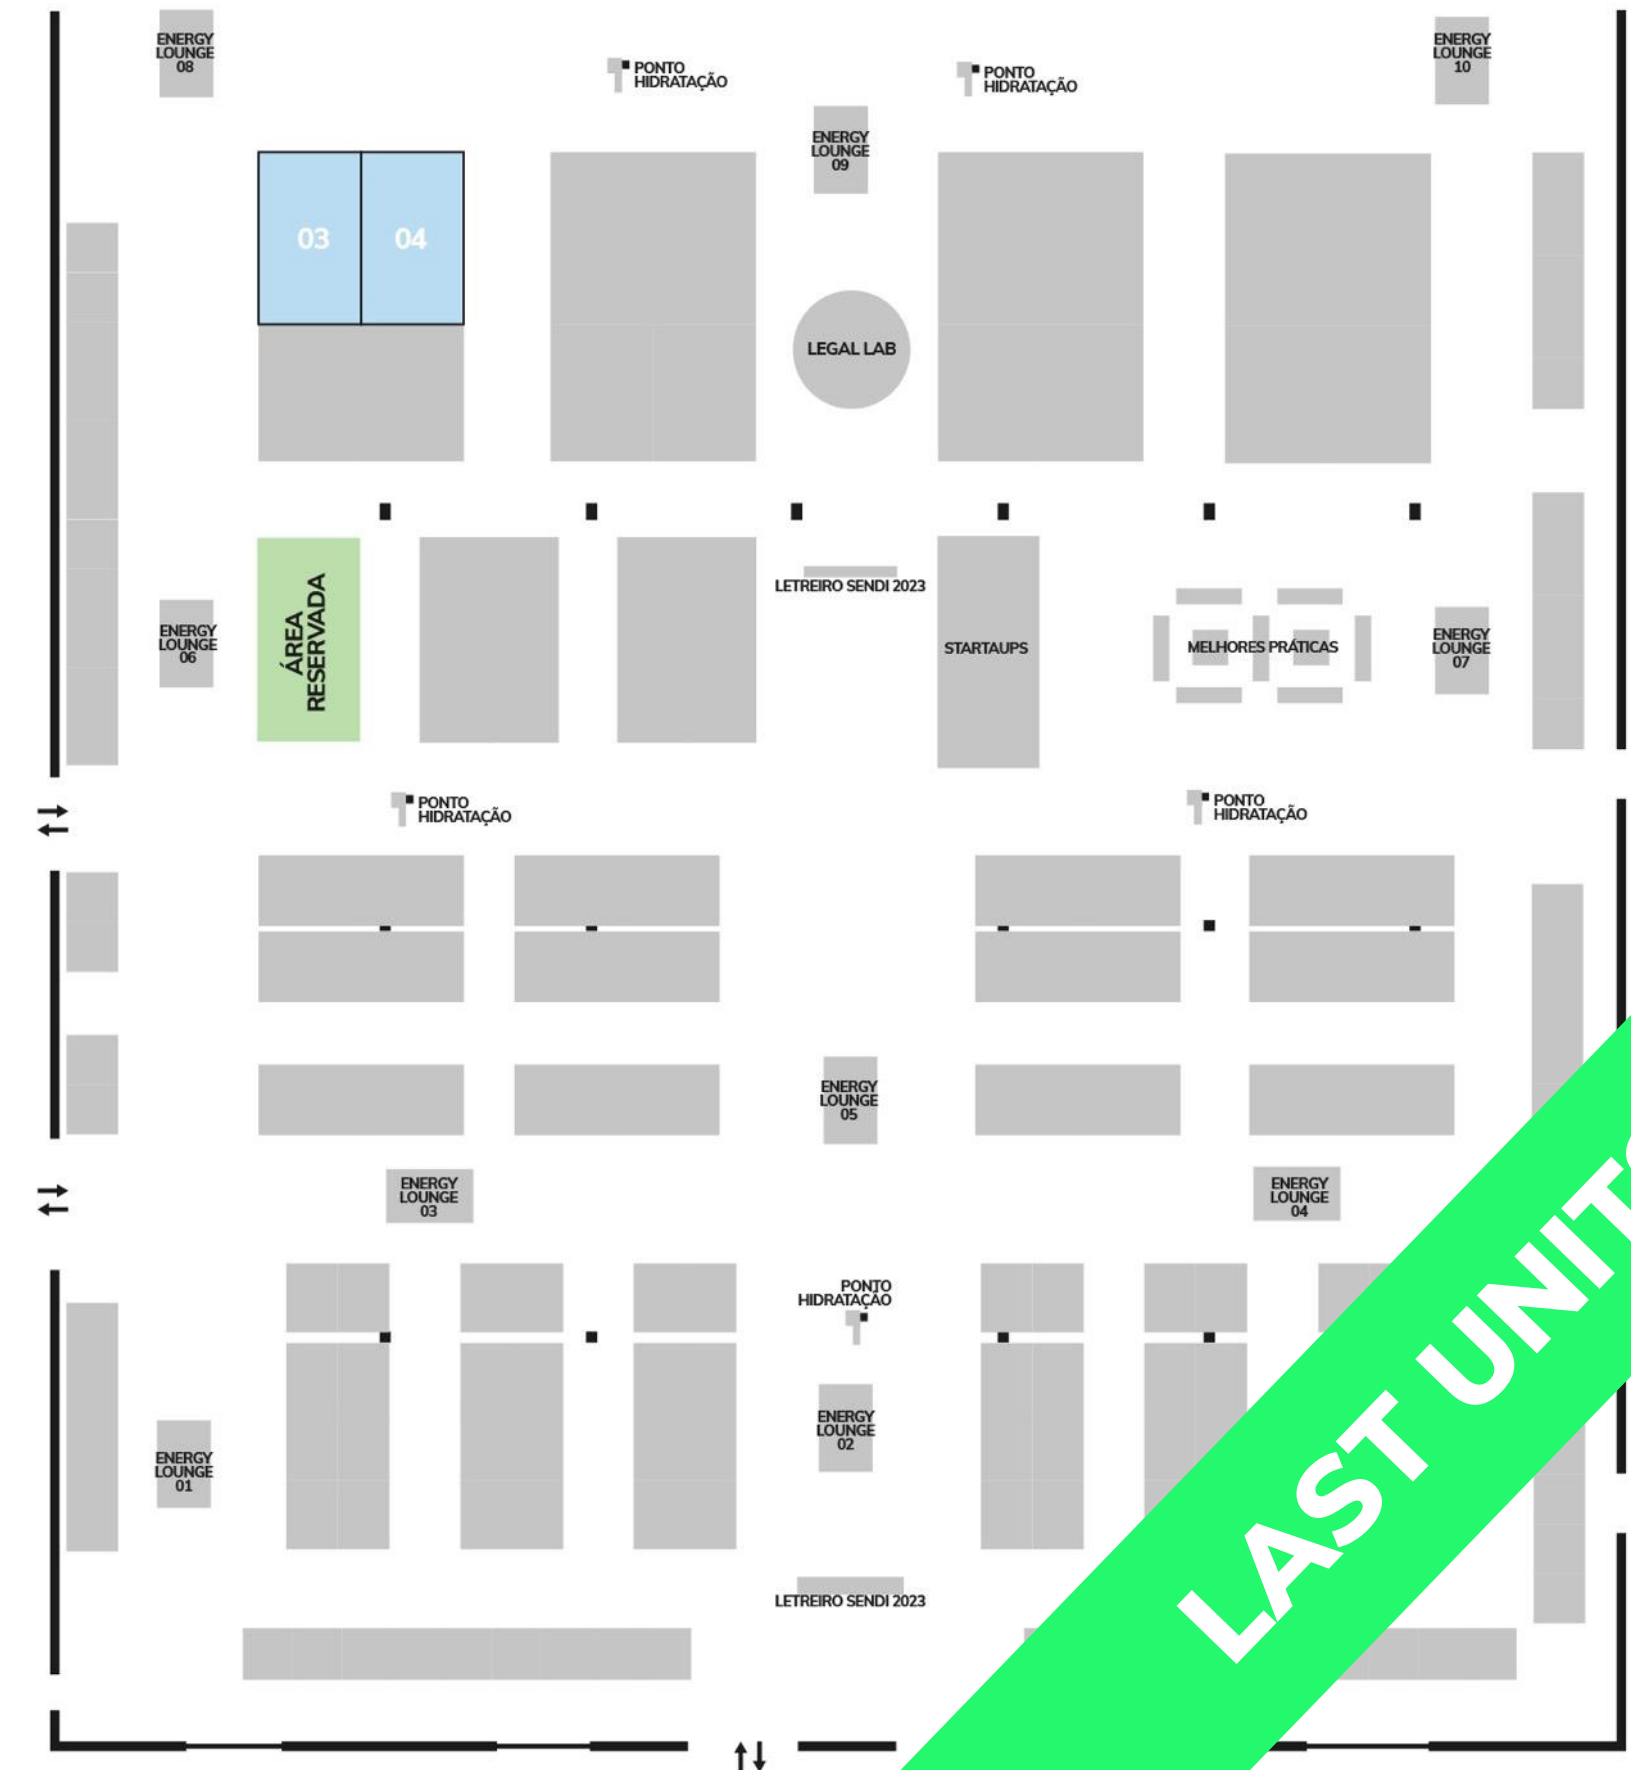 ENERGY
LOUNGE
08
ENERGY
LOUNGE
10
PONTO
HIDRATAÇÃO
PONTO
HIDRATAÇÃO
ENERGY
LOUNGE
09
03
04
LEGAL LAB
LETREIRO SENDI 2023
ÁREA
RESERVADA
ENERGY
LOUNGE
06
STARTAUPS
MELHORES PRÁTICAS
ENERGY
LOUNGE
07
PONTO
HIDRATAÇÃO
PONTO
HIDRATAÇÃO
ENERGY
LOUNGE
05
ENERGY
LOUNGE
03
ENERGY
LOUNGE
04
PONTO
HIDRATAÇÃO
ENERGY
LOUNGE
02
ENERGY
LOUNGE
01
LETREIRO SENDI 2023
LAST UNITS